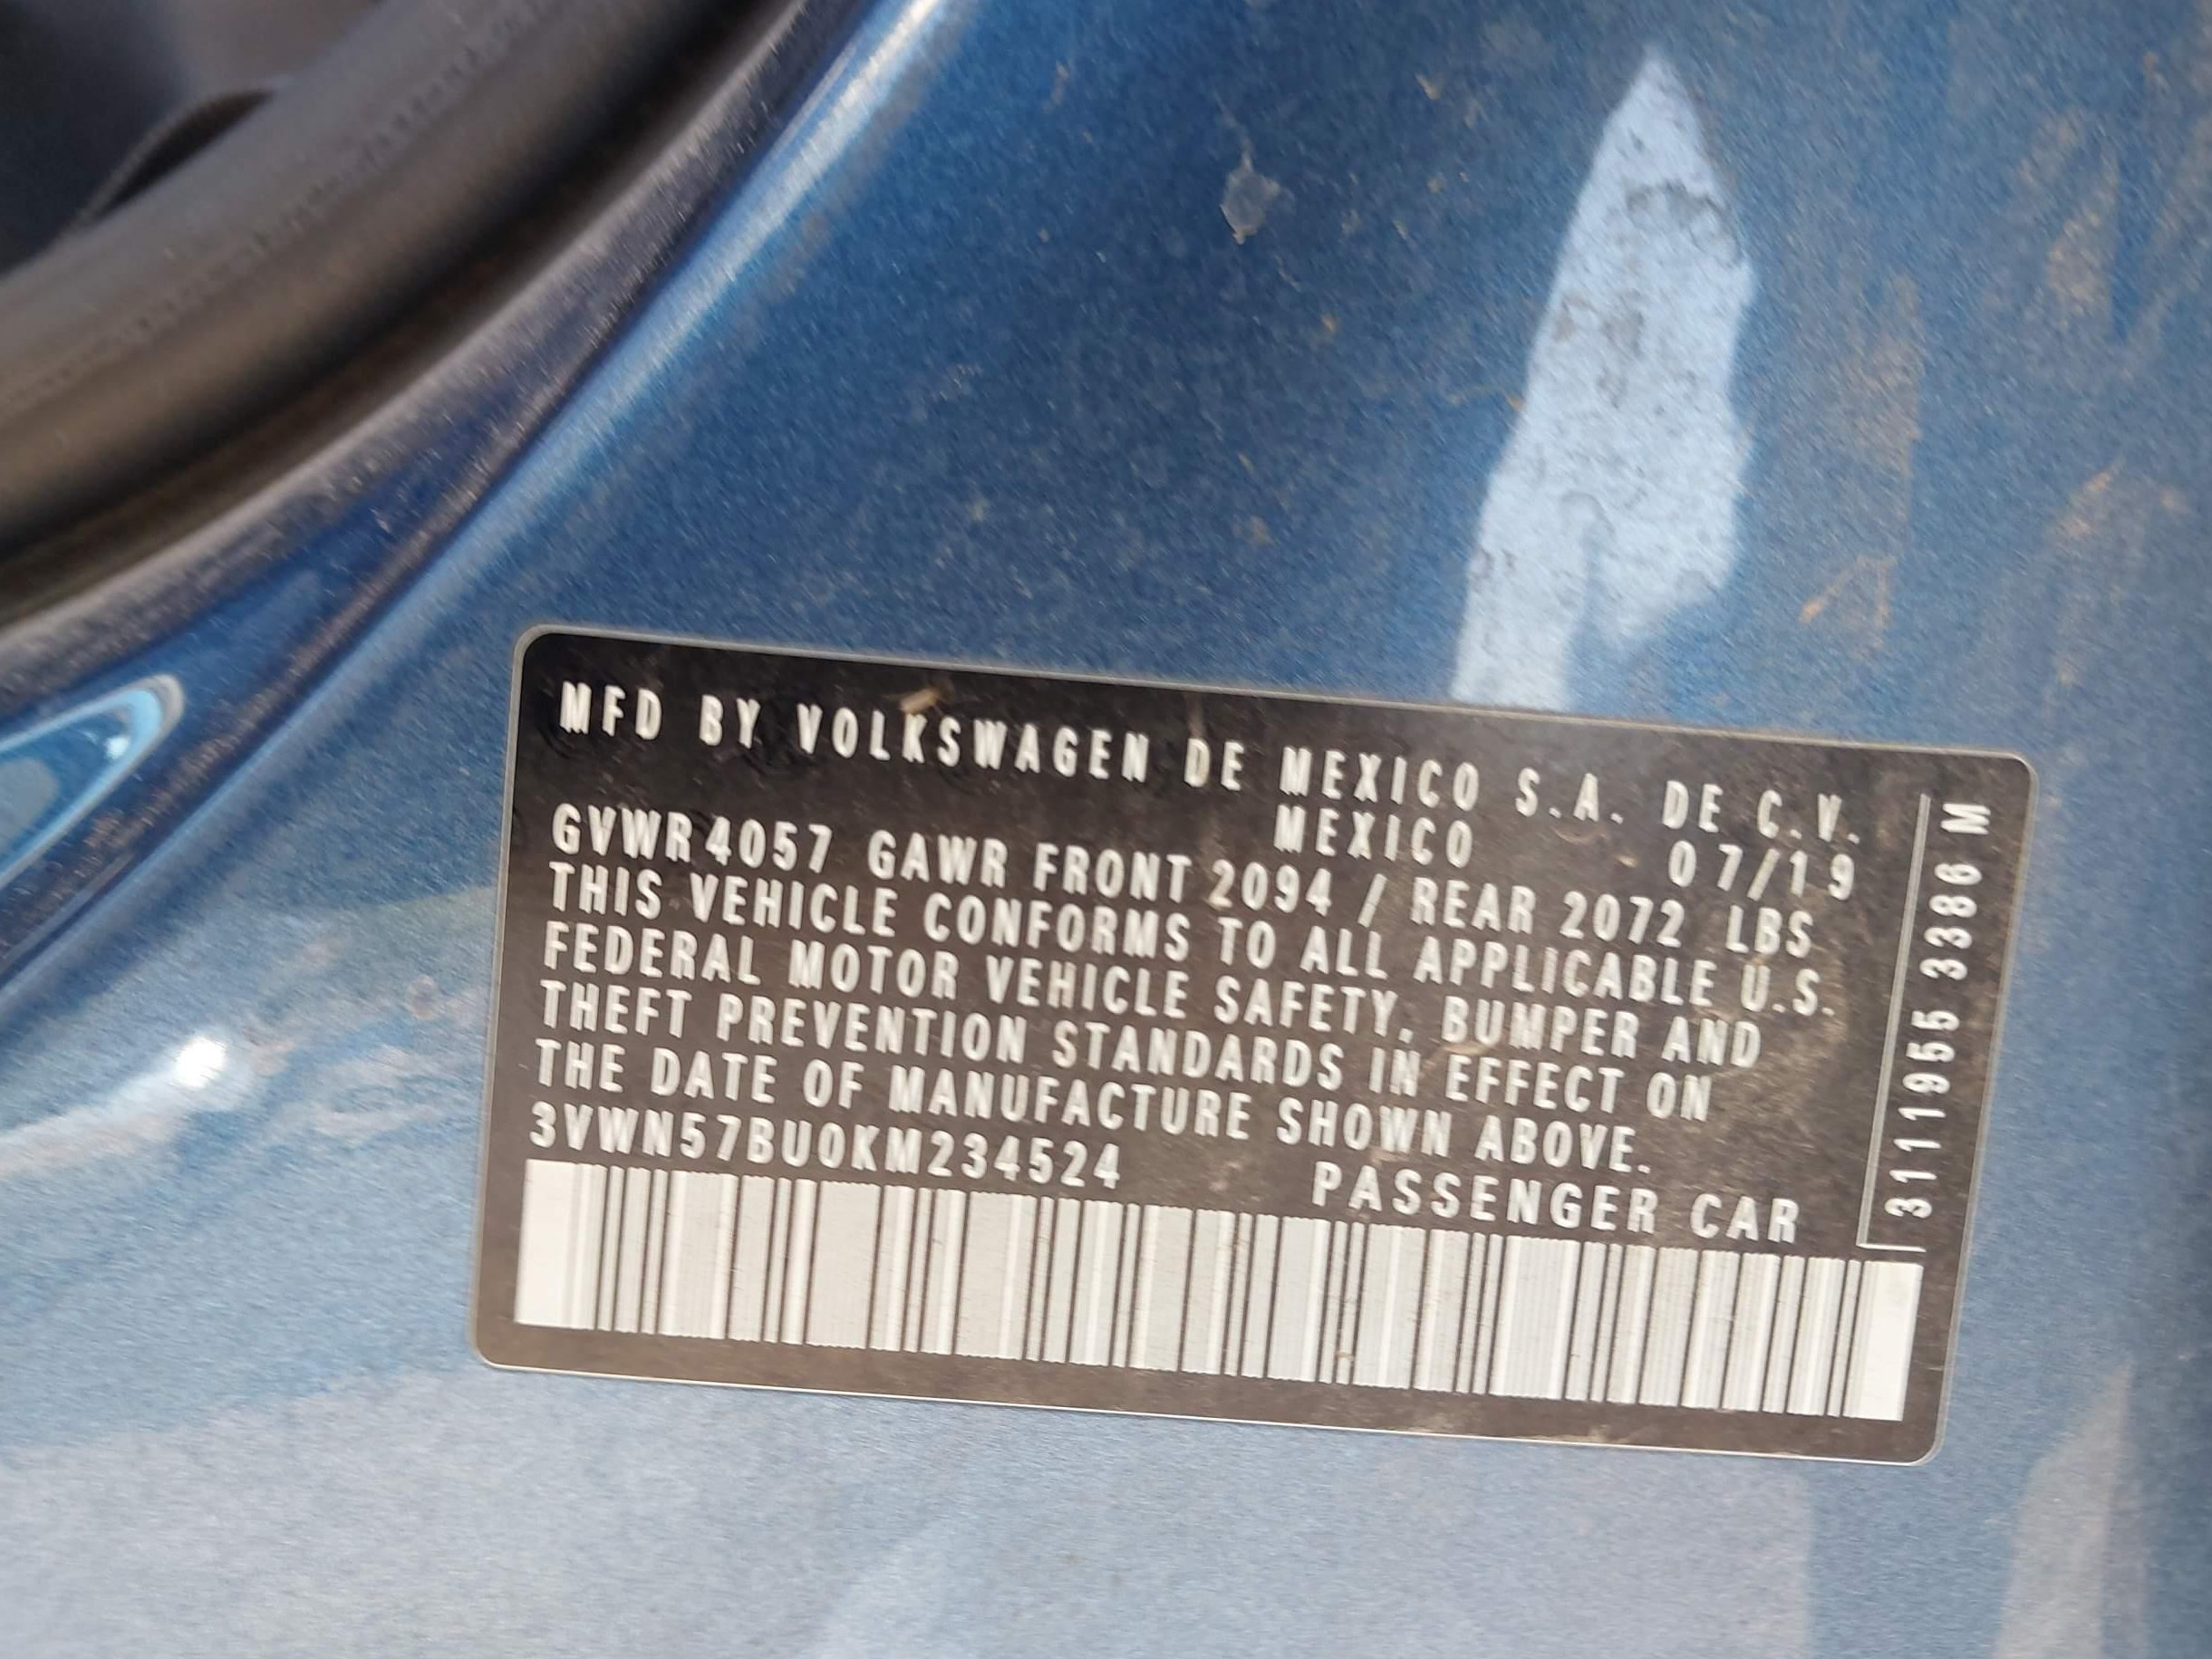 MFD BY VOLKSWAGEN DE MEXICO S.A. DE C.V.
MEXICO 07/19
GVWR 4057 GAWR FRONT 2094 / REAR 2072 LBS
THIS VEHICLE CONFORMS TO ALL APPLICABLE U.S.
FEDERAL MOTOR VEHICLE SAFETY, BUMPER AND
THEFT PREVENTION STANDARDS IN EFFECT ON
THE DATE OF MANUFACTURE SHOWN ABOVE.
3VWN57BU0KM234524 PASSENGER CAR
3111955 3386 M